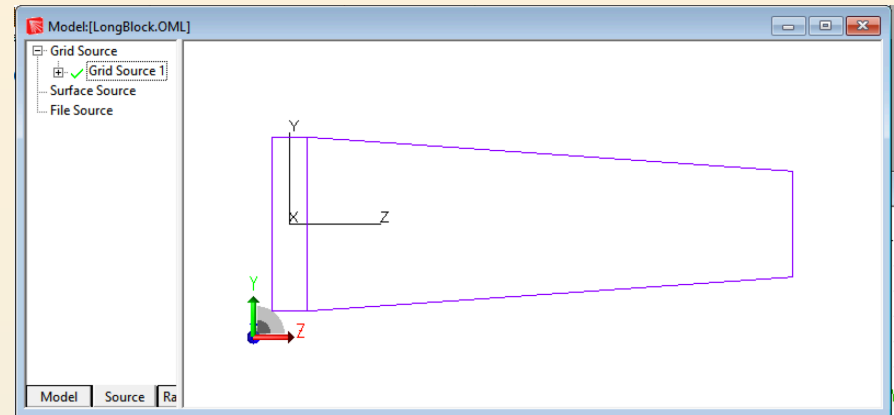 Model:[LongBlock.OML]
Grid Source
Grid Source 1
Surface Source
File Source
Y
X
Z
Y
Z
Model
Source
Ra